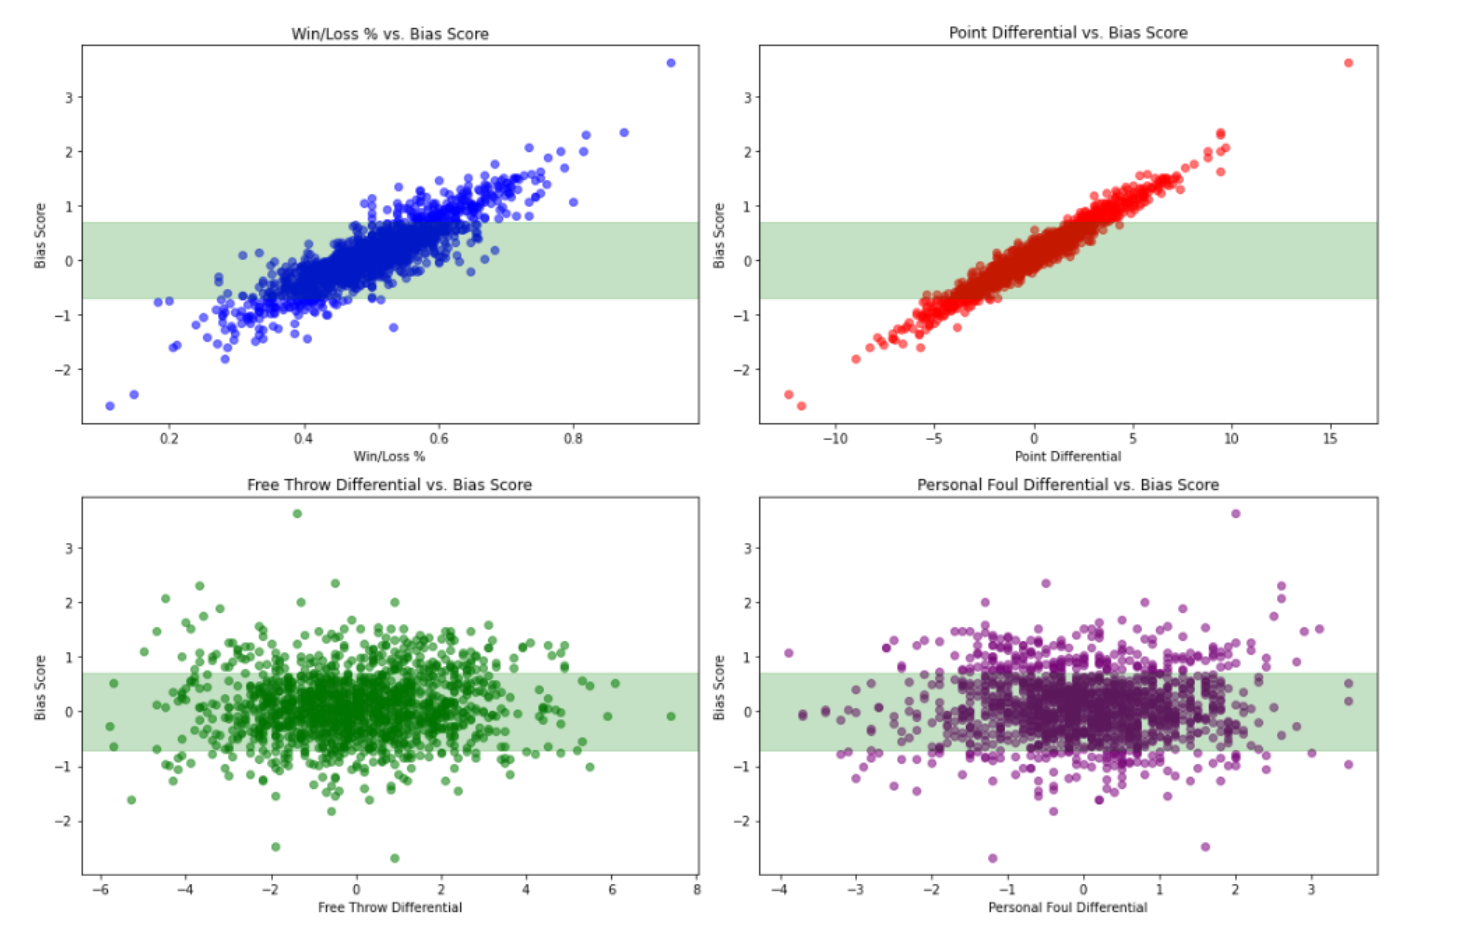 Win/Loss % vs. Bias Score
Bias Score
3
2
1
0
−1
−2
0.2 0.4 0.6 0.8
Win/Loss %
Point Differential vs. Bias Score
Bias Score
3
2
1
0
−1
−2
−10 −5 0 5 10 15
Point Differential
Free Throw Differential vs. Bias Score
Bias Score
3
2
1
0
−1
−2
−6 −4 −2 0 2 4 6 8
Free Throw Differential
Personal Foul Differential vs. Bias Score
Bias Score
3
2
1
0
−1
−2
−4 −3 −2 −1 0 1 2 3
Personal Foul Differential